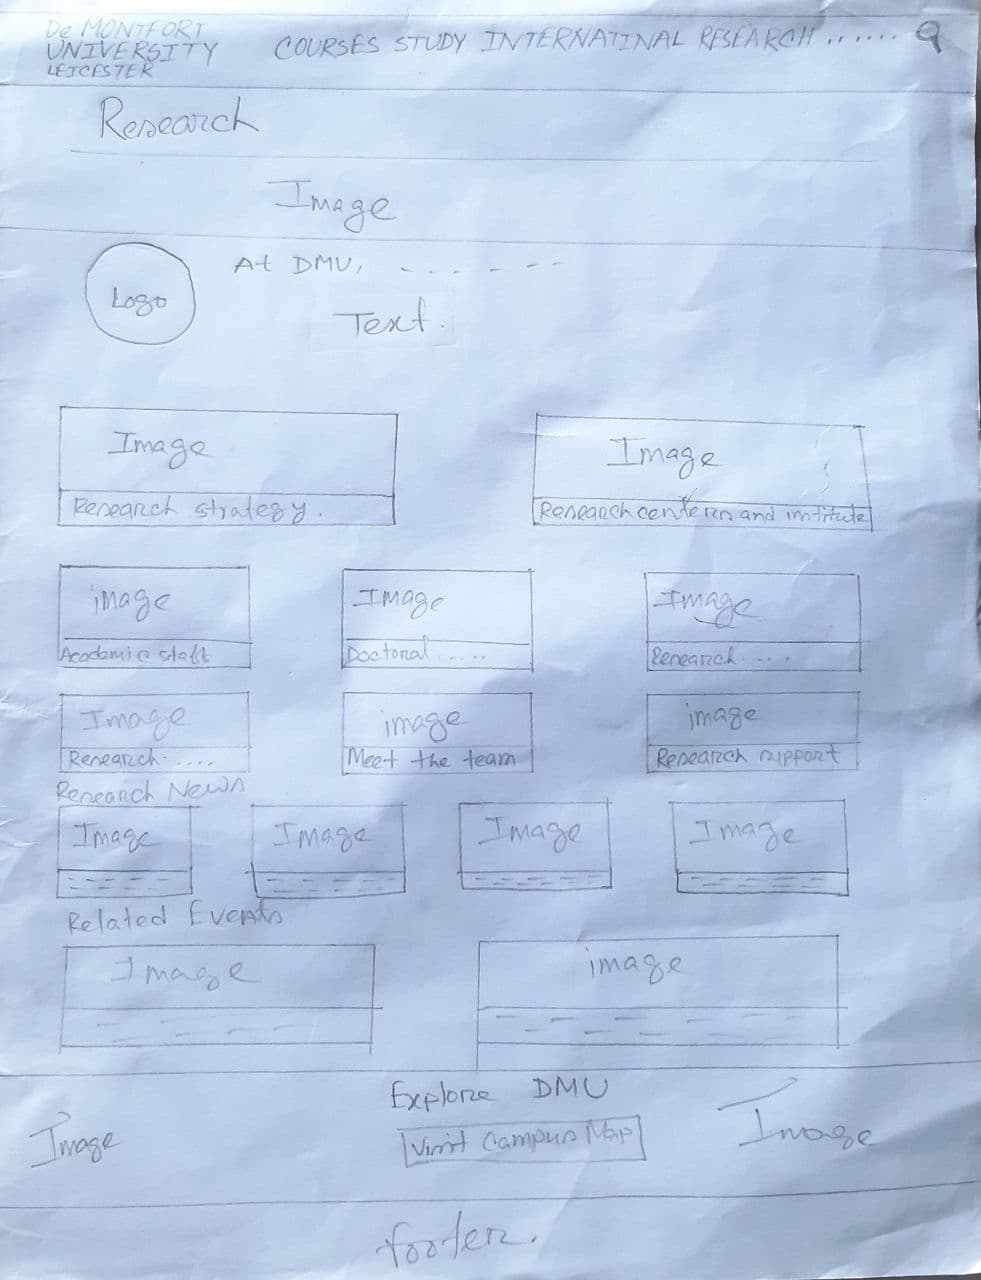 De MONTFORT
UNIVERSITY
LEICESTER
COURSES STUDY INTERNATINAL RESEARCH ......
Research
Image
Logo
At DMU, - - - - - -
Text.
Image
Image
Research strategy.
Research centeres and institute
image
Image
Image
Academic staff
Doctoral .....
Research ....
Image
image
image
Research.....
Meet the team
Research support
Research News
Image
Image
Image
Image
Related Events
Image
image
Explore DMU
Image
Visit Campus Map
Image
footer.